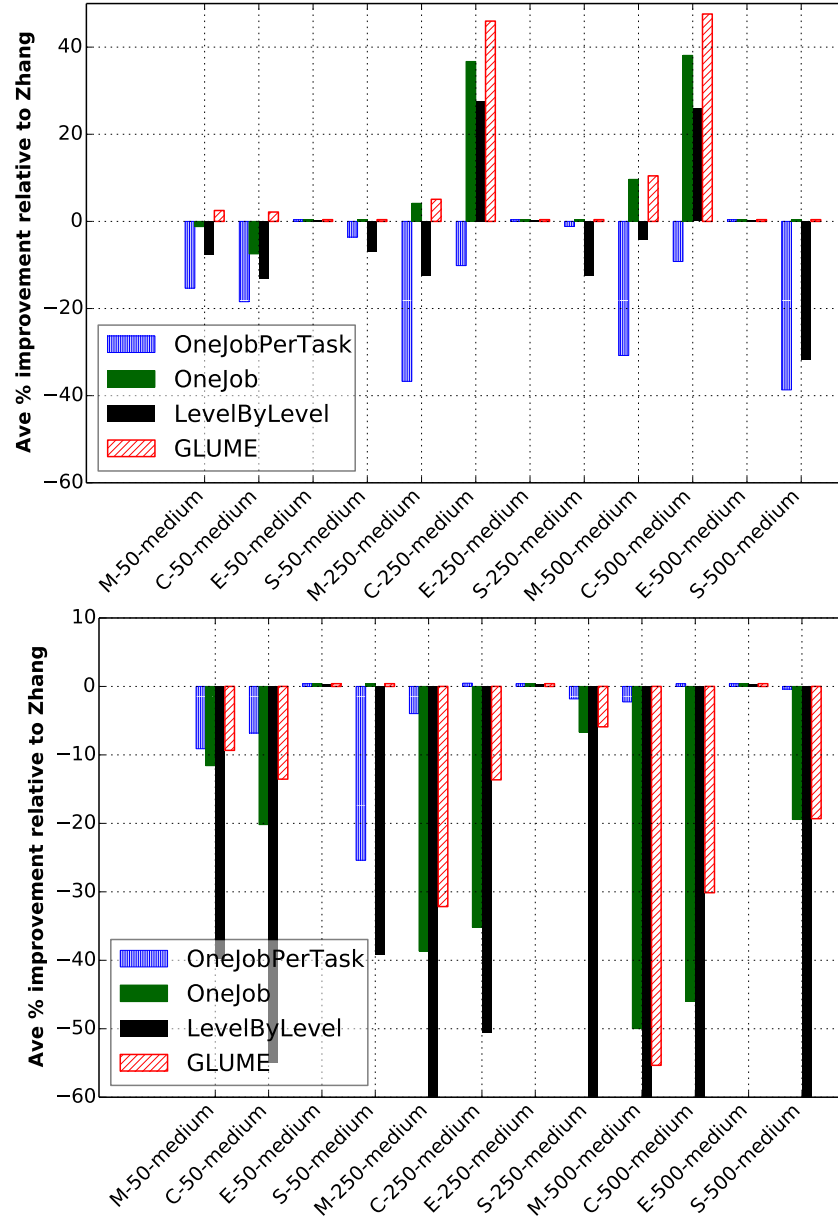 Ave % improvement relative to Zhang
40
20
0
−20
−40
−60
OneJobPerTask
OneJob
LevelByLevel
GLUME
M-50-medium
C-50-medium
E-50-medium
S-50-medium
M-250-medium
C-250-medium
E-250-medium
S-250-medium
M-500-medium
C-500-medium
E-500-medium
S-500-medium
Ave % improvement relative to Zhang
10
0
−10
−20
−30
−40
−50
−60
OneJobPerTask
OneJob
LevelByLevel
GLUME
M-50-medium
C-50-medium
E-50-medium
S-50-medium
M-250-medium
C-250-medium
E-250-medium
S-250-medium
M-500-medium
C-500-medium
E-500-medium
S-500-medium